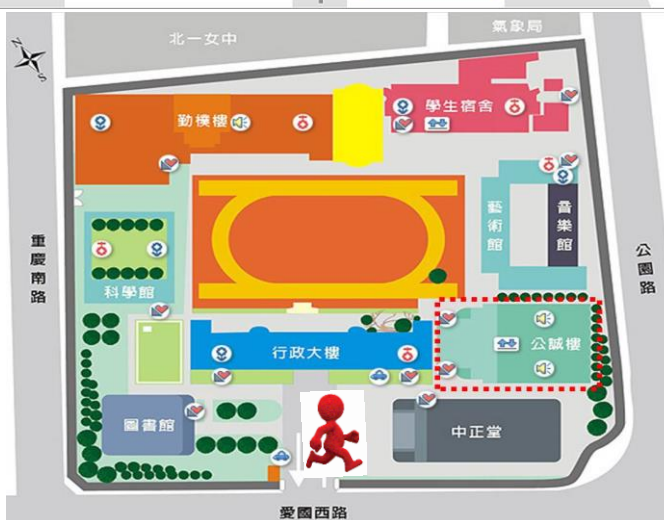 北一女中
氣象局
N
S
勤樸樓
學生宿舍
重慶南路
藝術館
音樂館
公園路
科學館
行政大樓
公誠樓
圖書館
中正堂
愛國西路